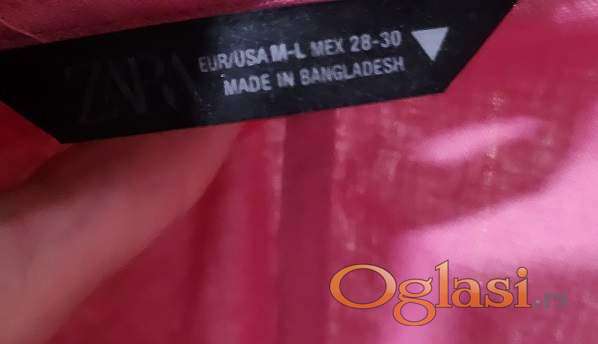 ZARA
EUR/USA M-L MEX 28-30
MADE IN BANGLADESH
Oglasi.rs